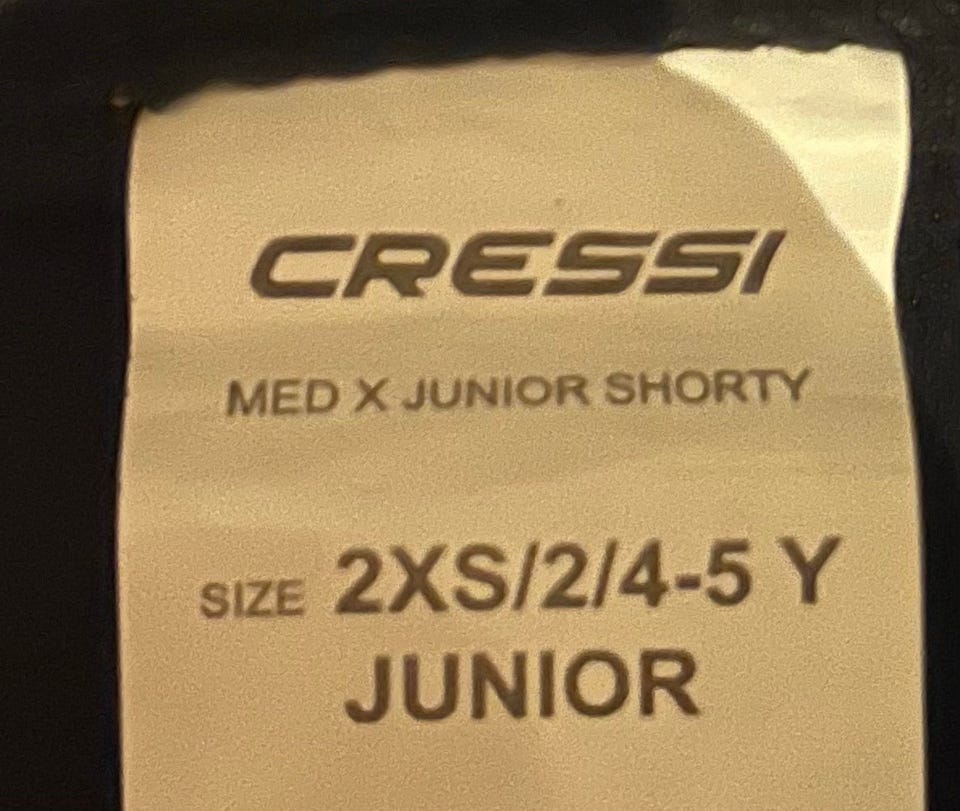 CRESSI
MED X JUNIOR SHORTY
SIZE 2XS/2/4-5 Y
JUNIOR